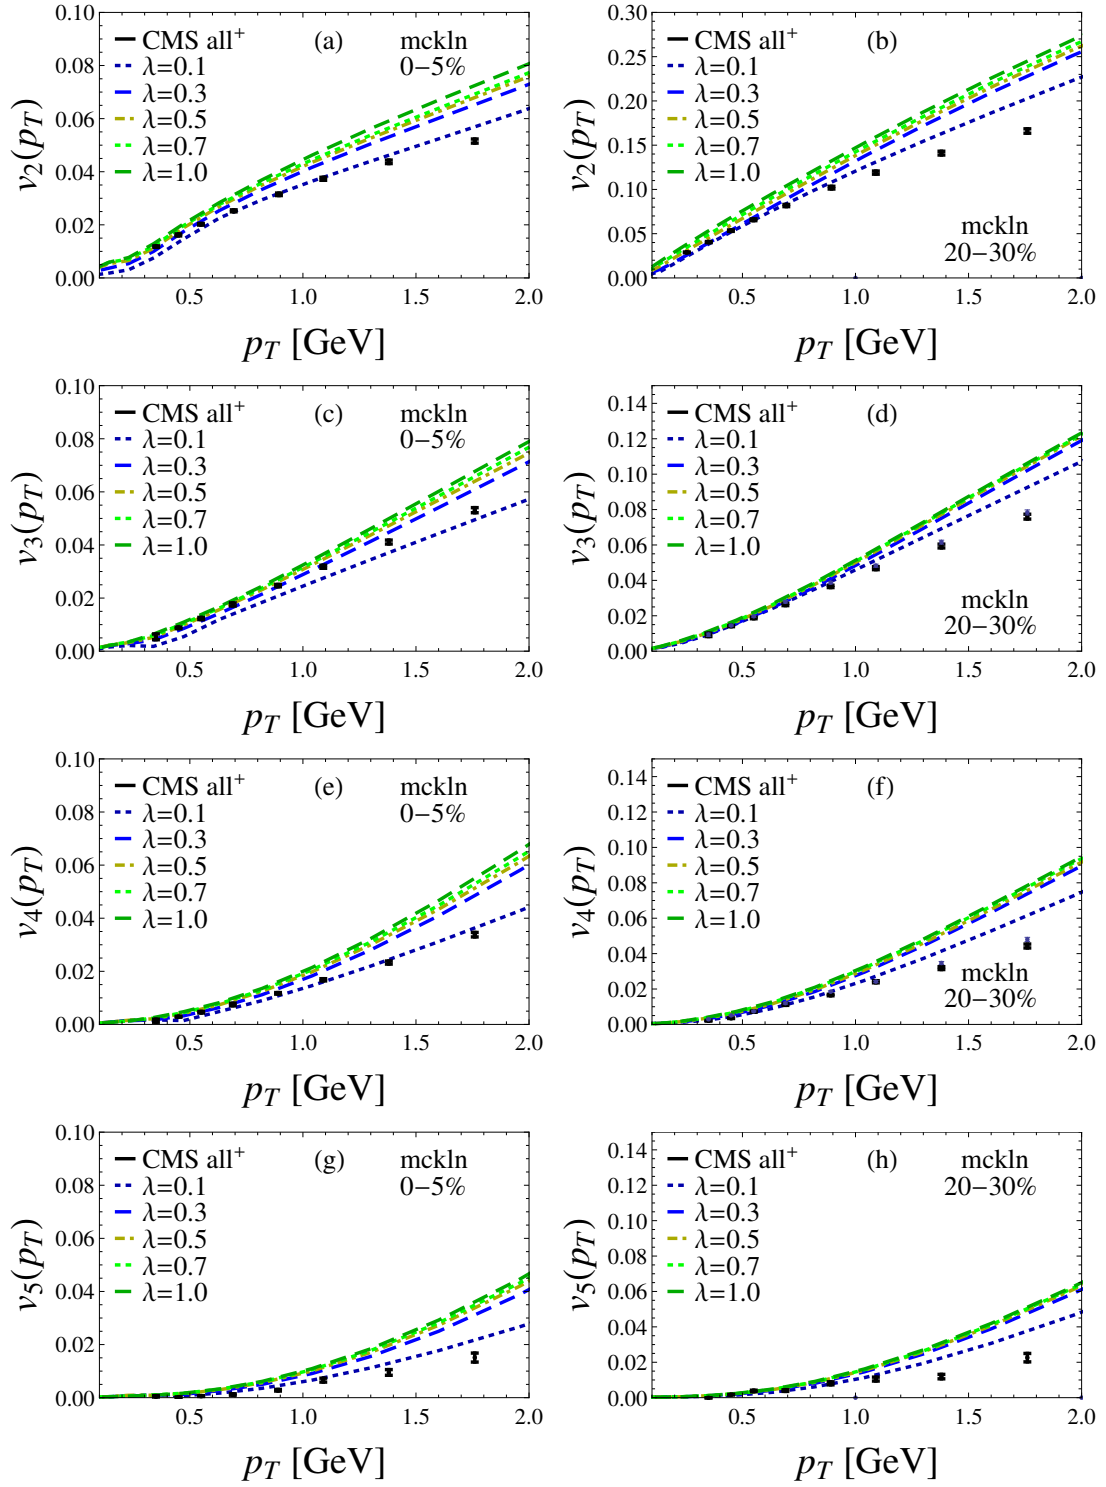 (a)
mckln
0−5%
CMS all+
λ=0.1
λ=0.3
λ=0.5
λ=0.7
λ=1.0
v2(pT)
0.10
0.08
0.06
0.04
0.02
0.00
0.5
1.0
1.5
2.0
pT [GeV]
(b)
CMS all+
λ=0.1
λ=0.3
λ=0.5
λ=0.7
λ=1.0
mckln
20−30%
v2(pT)
0.30
0.25
0.20
0.15
0.10
0.05
0.00
0.5
1.0
1.5
2.0
pT [GeV]
(c)
mckln
0−5%
CMS all+
λ=0.1
λ=0.3
λ=0.5
λ=0.7
λ=1.0
v3(pT)
0.10
0.08
0.06
0.04
0.02
0.00
0.5
1.0
1.5
2.0
pT [GeV]
(d)
CMS all+
λ=0.1
λ=0.3
λ=0.5
λ=0.7
λ=1.0
mckln
20−30%
v3(pT)
0.14
0.12
0.10
0.08
0.06
0.04
0.02
0.00
0.5
1.0
1.5
2.0
pT [GeV]
(e)
mckln
0−5%
CMS all+
λ=0.1
λ=0.3
λ=0.5
λ=0.7
λ=1.0
v4(pT)
0.10
0.08
0.06
0.04
0.02
0.00
0.5
1.0
1.5
2.0
pT [GeV]
(f)
CMS all+
λ=0.1
λ=0.3
λ=0.5
λ=0.7
λ=1.0
mckln
20−30%
v4(pT)
0.14
0.12
0.10
0.08
0.06
0.04
0.02
0.00
0.5
1.0
1.5
2.0
pT [GeV]
(g)
mckln
0−5%
CMS all+
λ=0.1
λ=0.3
λ=0.5
λ=0.7
λ=1.0
v5(pT)
0.10
0.08
0.06
0.04
0.02
0.00
0.5
1.0
1.5
2.0
pT [GeV]
(h)
mckln
20−30%
CMS all+
λ=0.1
λ=0.3
λ=0.5
λ=0.7
λ=1.0
v5(pT)
0.14
0.12
0.10
0.08
0.06
0.04
0.02
0.00
0.5
1.0
1.5
2.0
pT [GeV]